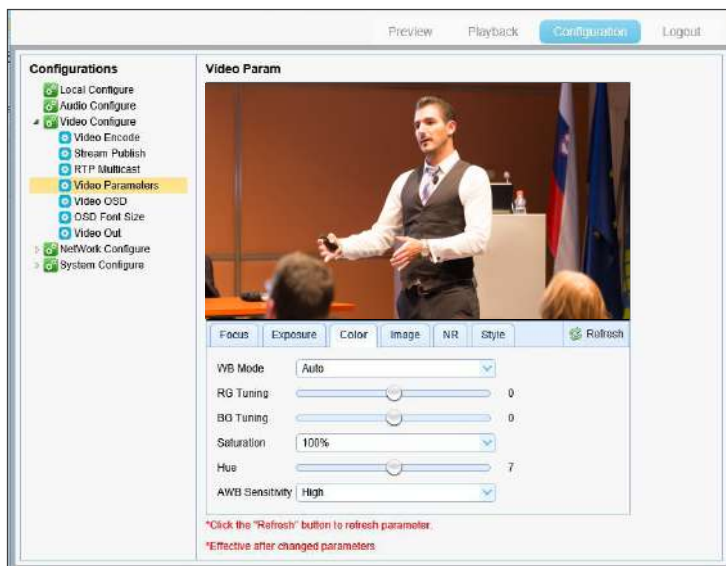 Preview Playback Configuration Logout
Configurations
Local Configure
Audio Configure
Video Configure
Video Encode
Stream Publish
RTP Multicast
Video Parameters
Video OSD
OSD Font Size
Video Out
NetWork Configure
System Configure
Video Param
Focus Exposure Color Image NR Style Refresh
WB Mode Auto
RG Tuning 0
BG Tuning 0
Saturation 100%
Hue 7
AWB Sensitivity High
*Click the "Refresh" button to refresh parameter
*Effective after changed parameters